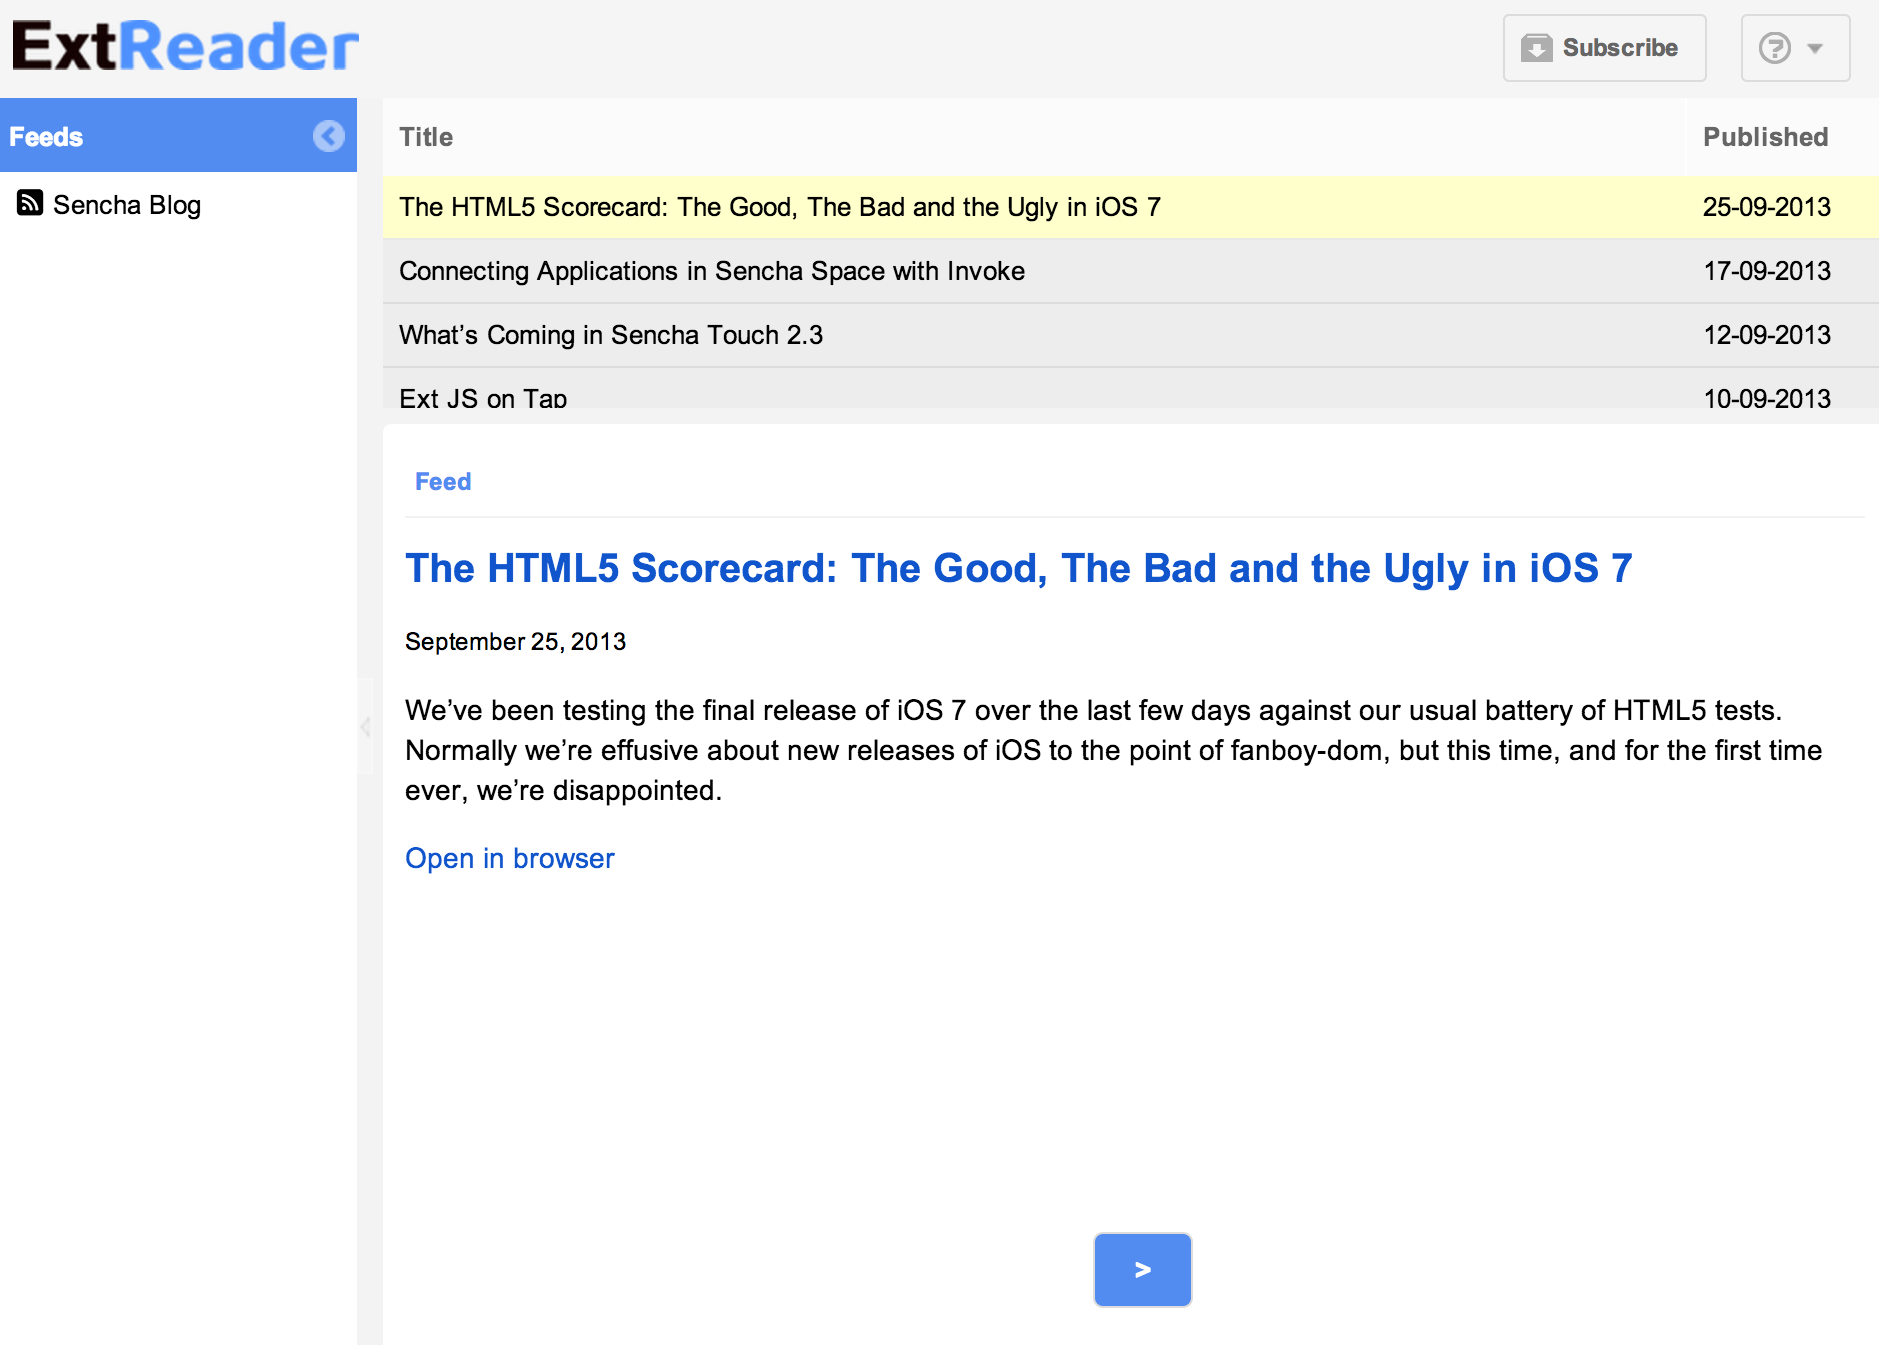 ExtReader
Subscribe
Feeds
Title
Published
Sencha Blog
The HTML5 Scorecard: The Good, The Bad and the Ugly in iOS 7
25-09-2013
Connecting Applications in Sencha Space with Invoke
17-09-2013
What’s Coming in Sencha Touch 2.3
12-09-2013
Ext JS on Tap
10-09-2013
Feed
The HTML5 Scorecard: The Good, The Bad and the Ugly in iOS 7
September 25, 2013
We’ve been testing the final release of iOS 7 over the last few days against our usual battery of HTML5 tests.
Normally we’re effusive about new releases of iOS to the point of fanboy-dom, but this time, and for the first time
ever, we’re disappointed.
Open in browser
>